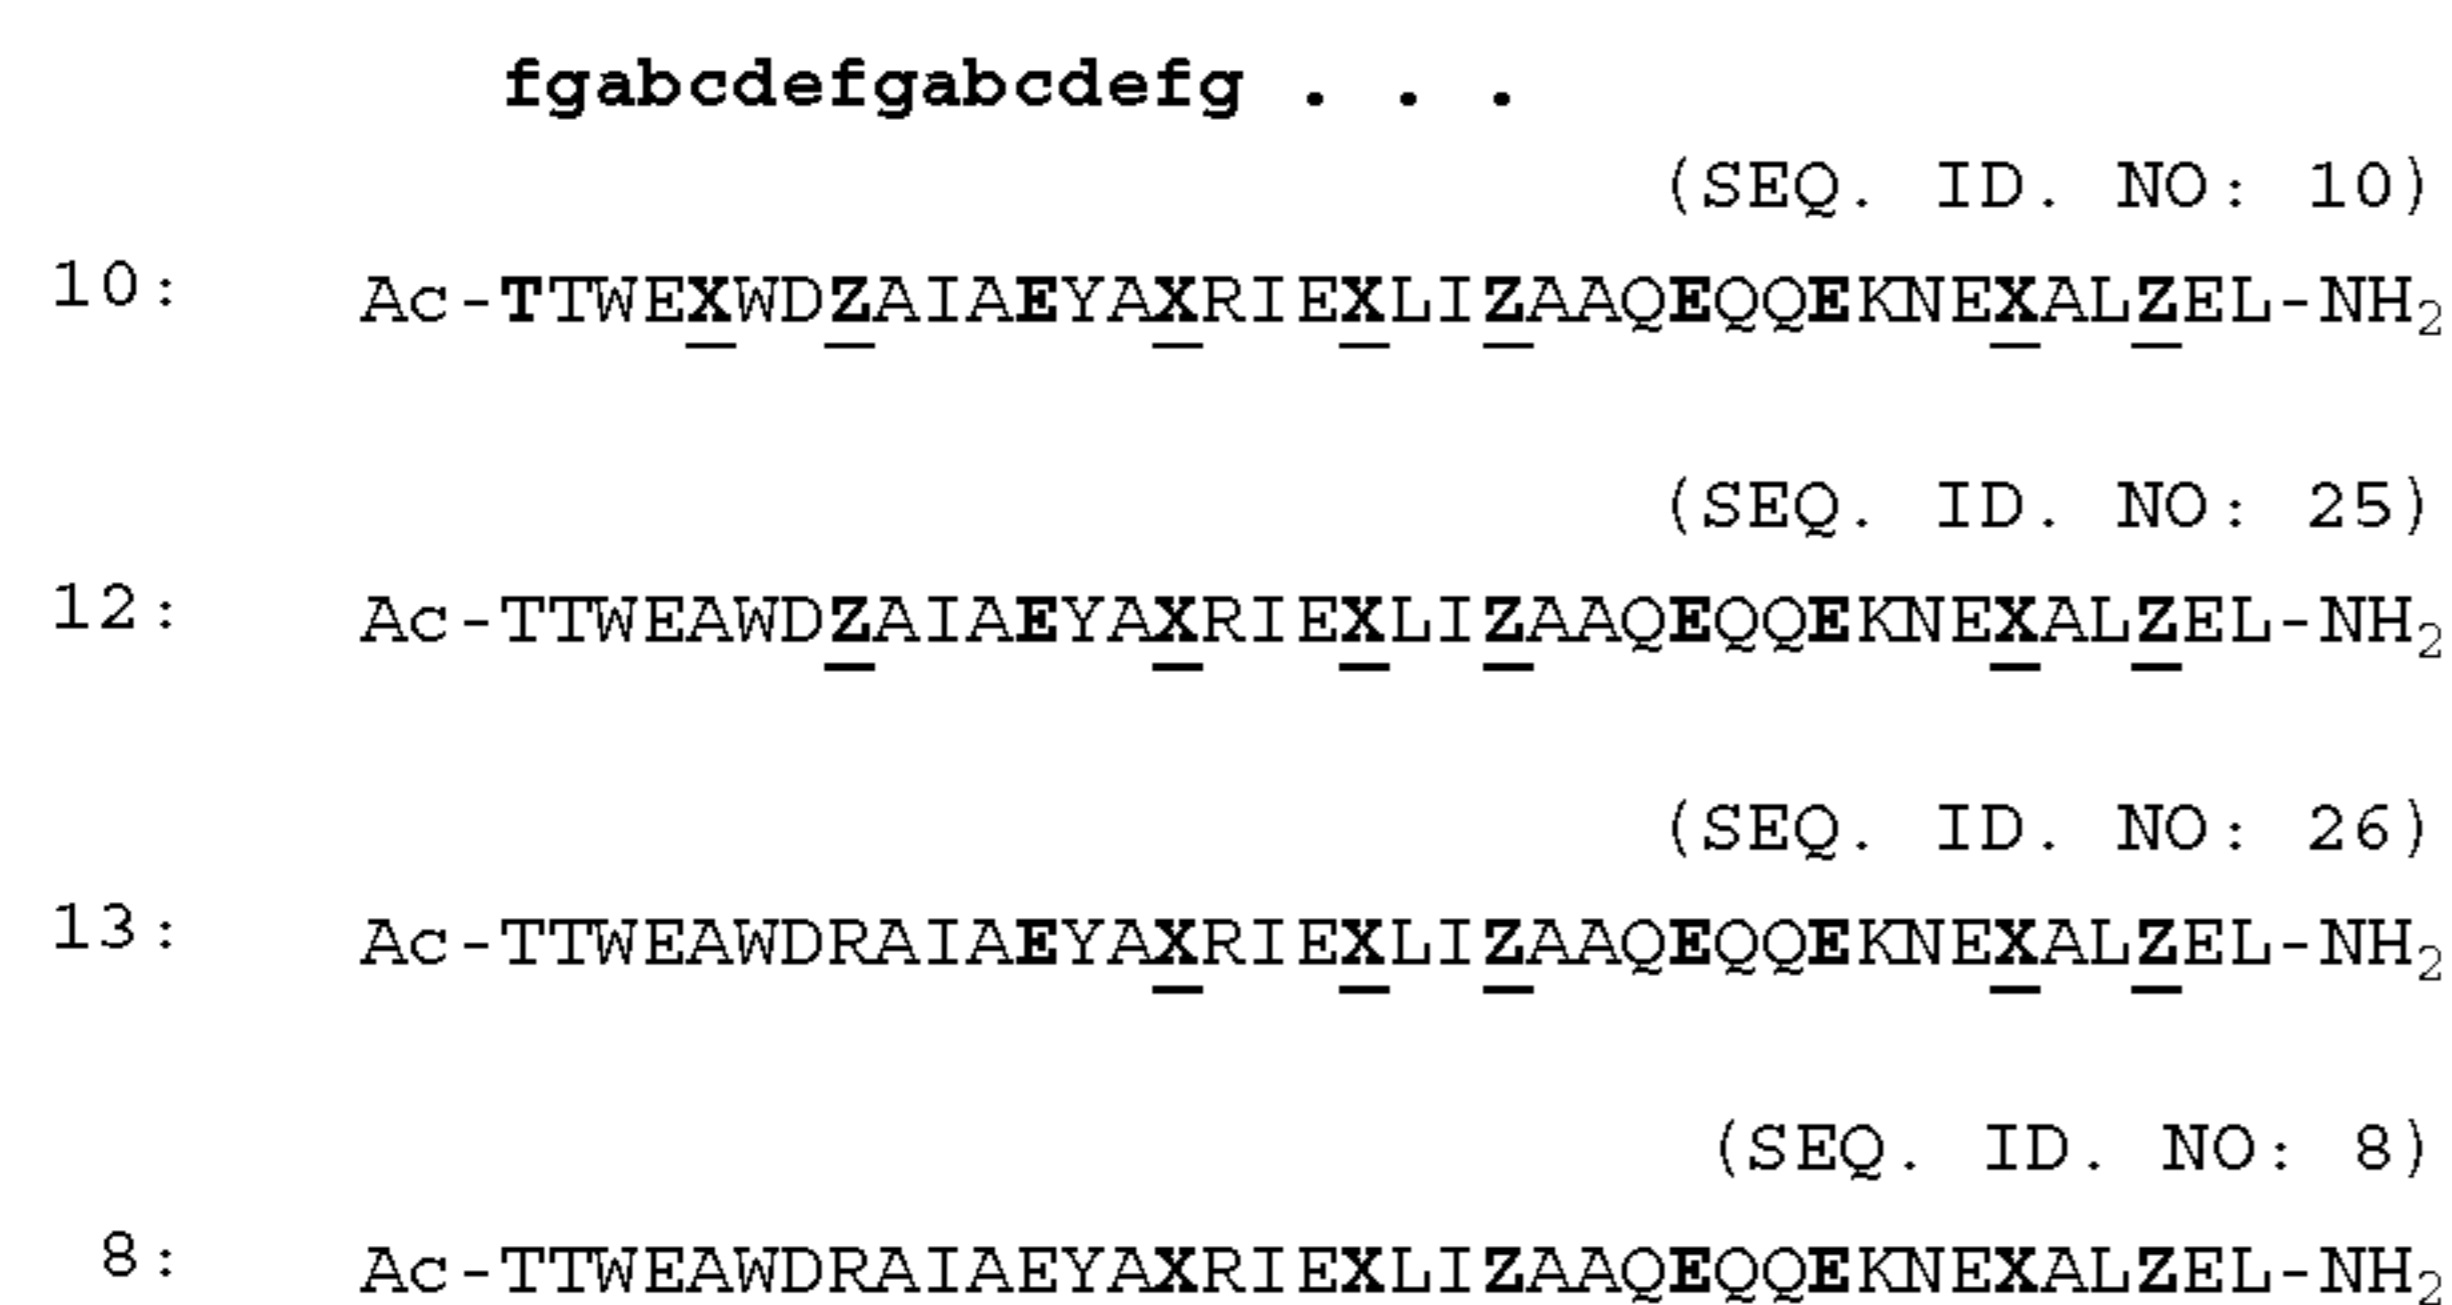 fgabcdefgabcdefg . . .
(SEQ. ID. NO: 10)
10: Ac-TTWEXWDZAIAEYAXRIEXLIZAAQEQQEKNEXALZEL-NH₂
(SEQ. ID. NO: 25)
12: Ac-TTWEAWDZAIAEYAXRIEXLIZAAQEQQEKNEXALZEL-NH₂
(SEQ. ID. NO: 26)
13: Ac-TTWEAWDRAIAEYAXRIEXLIZAAQEQQEKNEXALZEL-NH₂
(SEQ. ID. NO: 8)
8: Ac-TTWEAWDRAIAEYAXRIEXLIZAAQEQQEKNEXALZEL-NH₂